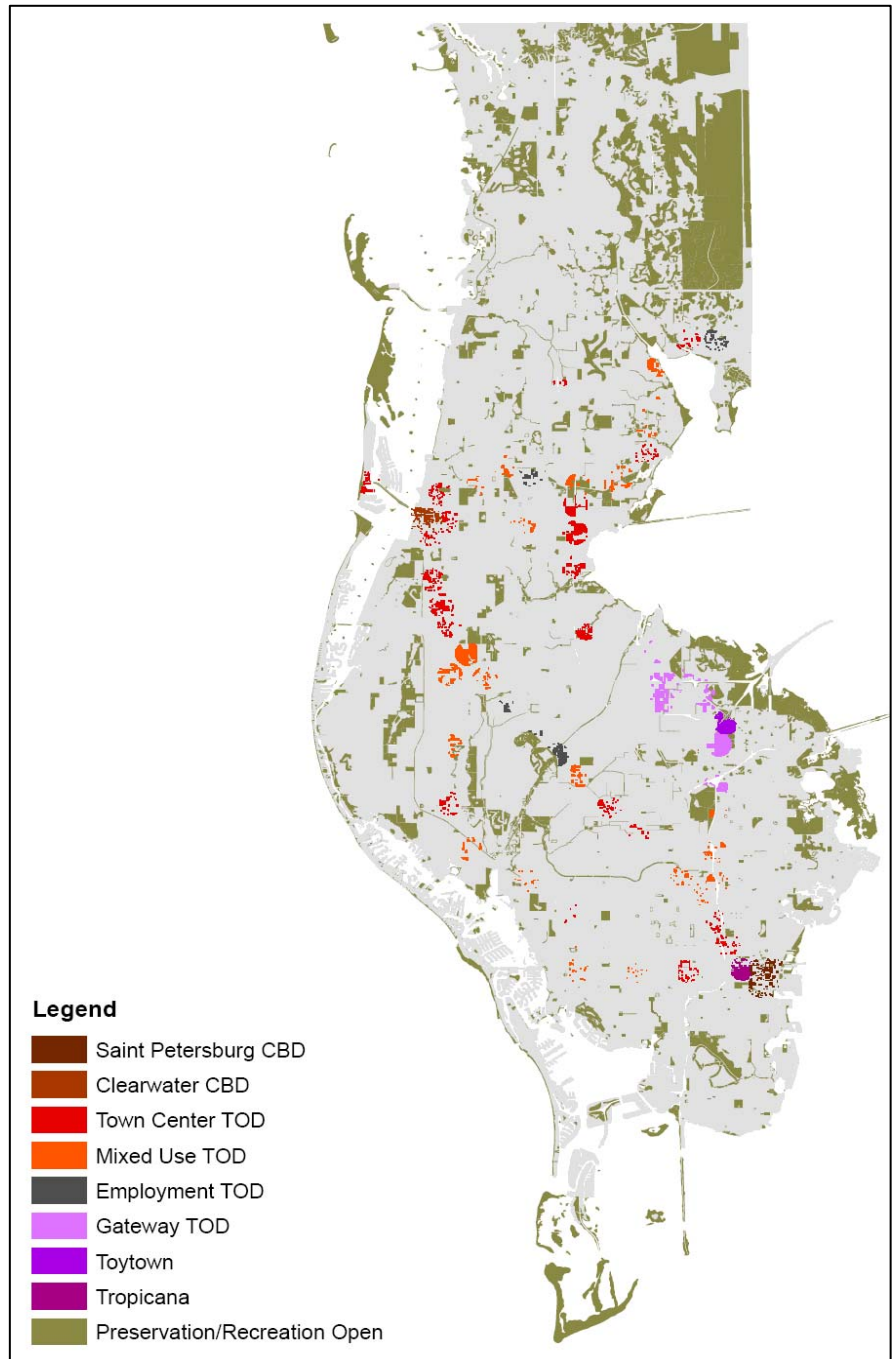 Legend
Saint Petersburg CBD
Clearwater CBD
Town Center TOD
Mixed Use TOD
Employment TOD
Gateway TOD
Toytown
Tropicana
Preservation/Recreation Open